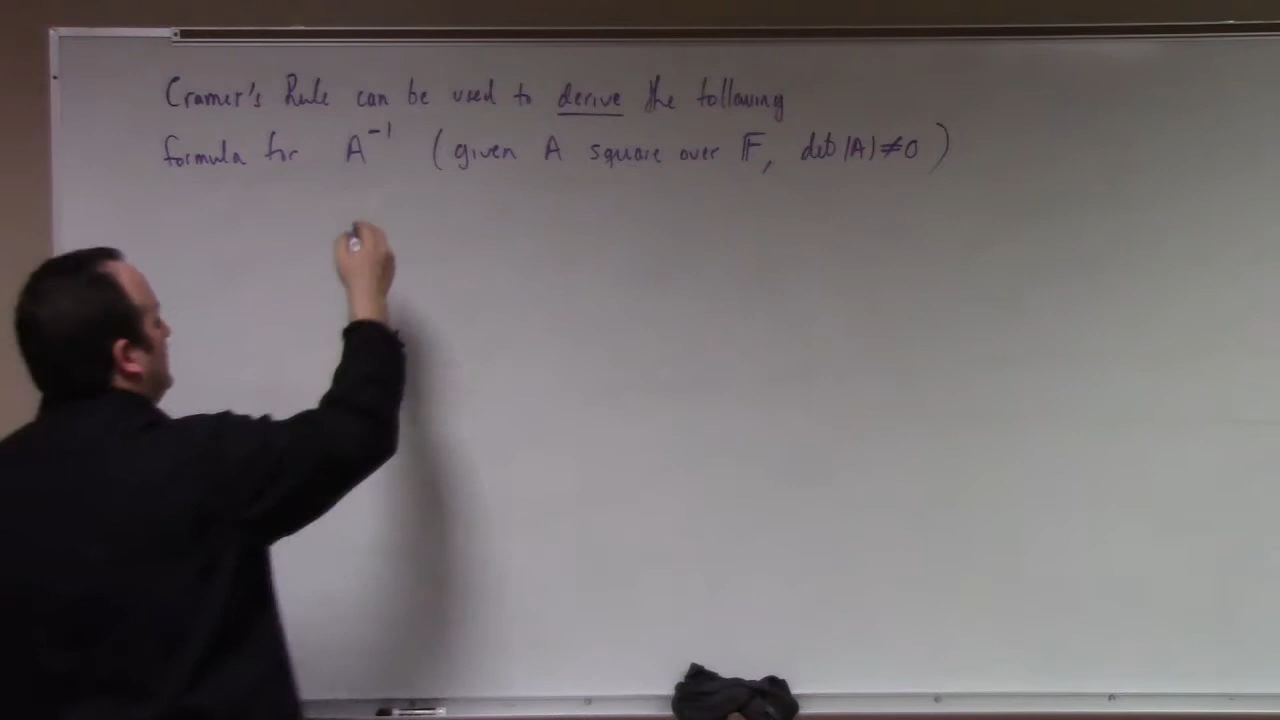 Cramer's Rule can be used to derive the following
formula for A⁻¹ (given A square over 𝔽, det(A)≠0)